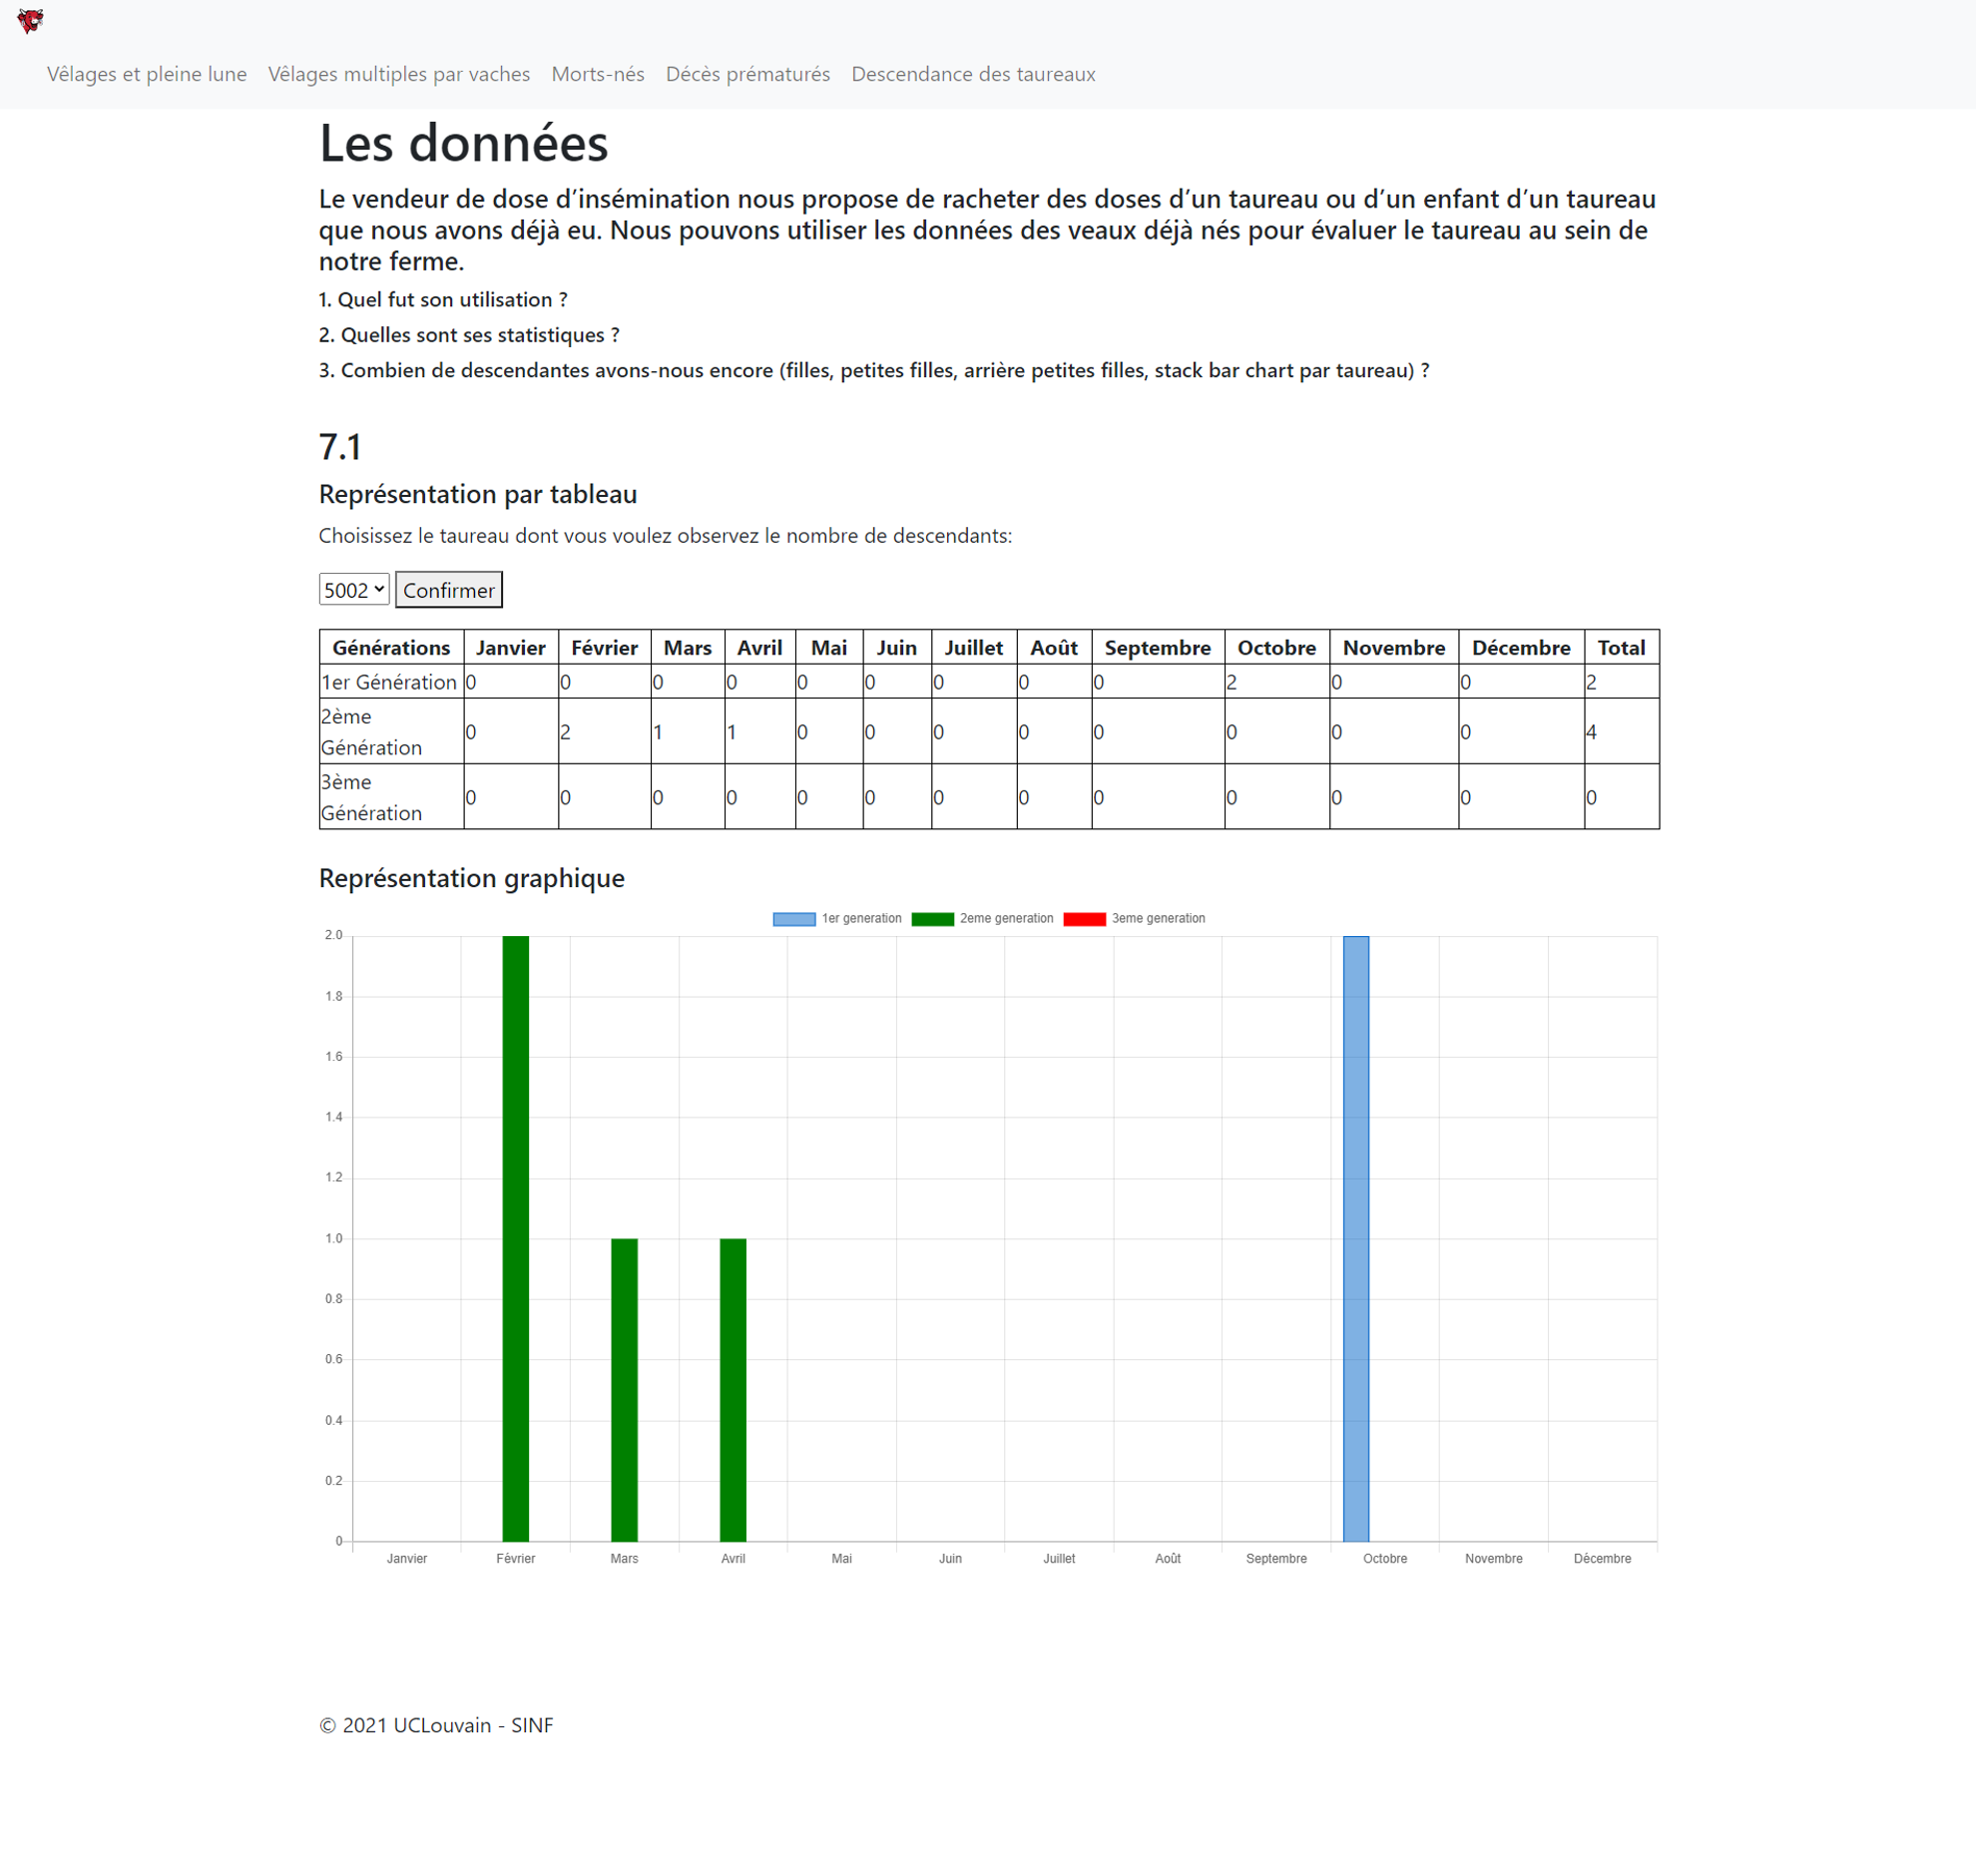 Vêlages et pleine lune Vêlages multiples par vaches Morts-nés Décès prématurés Descendance des taureaux
Les données
Le vendeur de dose d’insémination nous propose de racheter des doses d’un taureau ou d’un enfant d’un taureau
que nous avons déjà eu. Nous pouvons utiliser les données des veaux déjà nés pour évaluer le taureau au sein de
notre ferme.
1. Quel fut son utilisation ?
2. Quelles sont ses statistiques ?
3. Combien de descendantes avons-nous encore (filles, petites filles, arrière petites filles, stack bar chart par taureau) ?
7.1
Représentation par tableau
Choisissez le taureau dont vous voulez observez le nombre de descendants:
5002 Confirmer
Générations Janvier Février Mars Avril Mai Juin Juillet Août Septembre Octobre Novembre Décembre Total
1er Génération 0 0 0 0 0 0 0 0 0 2 0 0 2
2ème
Génération 0 2 1 1 0 0 0 0 0 0 0 0 4
3ème
Génération 0 0 0 0 0 0 0 0 0 0 0 0 0
Représentation graphique
1er generation 2eme generation 3eme generation
2.0
1.8
1.6
1.4
1.2
1.0
0.8
0.6
0.4
0.2
0
Janvier Février Mars Avril Mai Juin Juillet Août Septembre Octobre Novembre Décembre
© 2021 UCLouvain - SINF